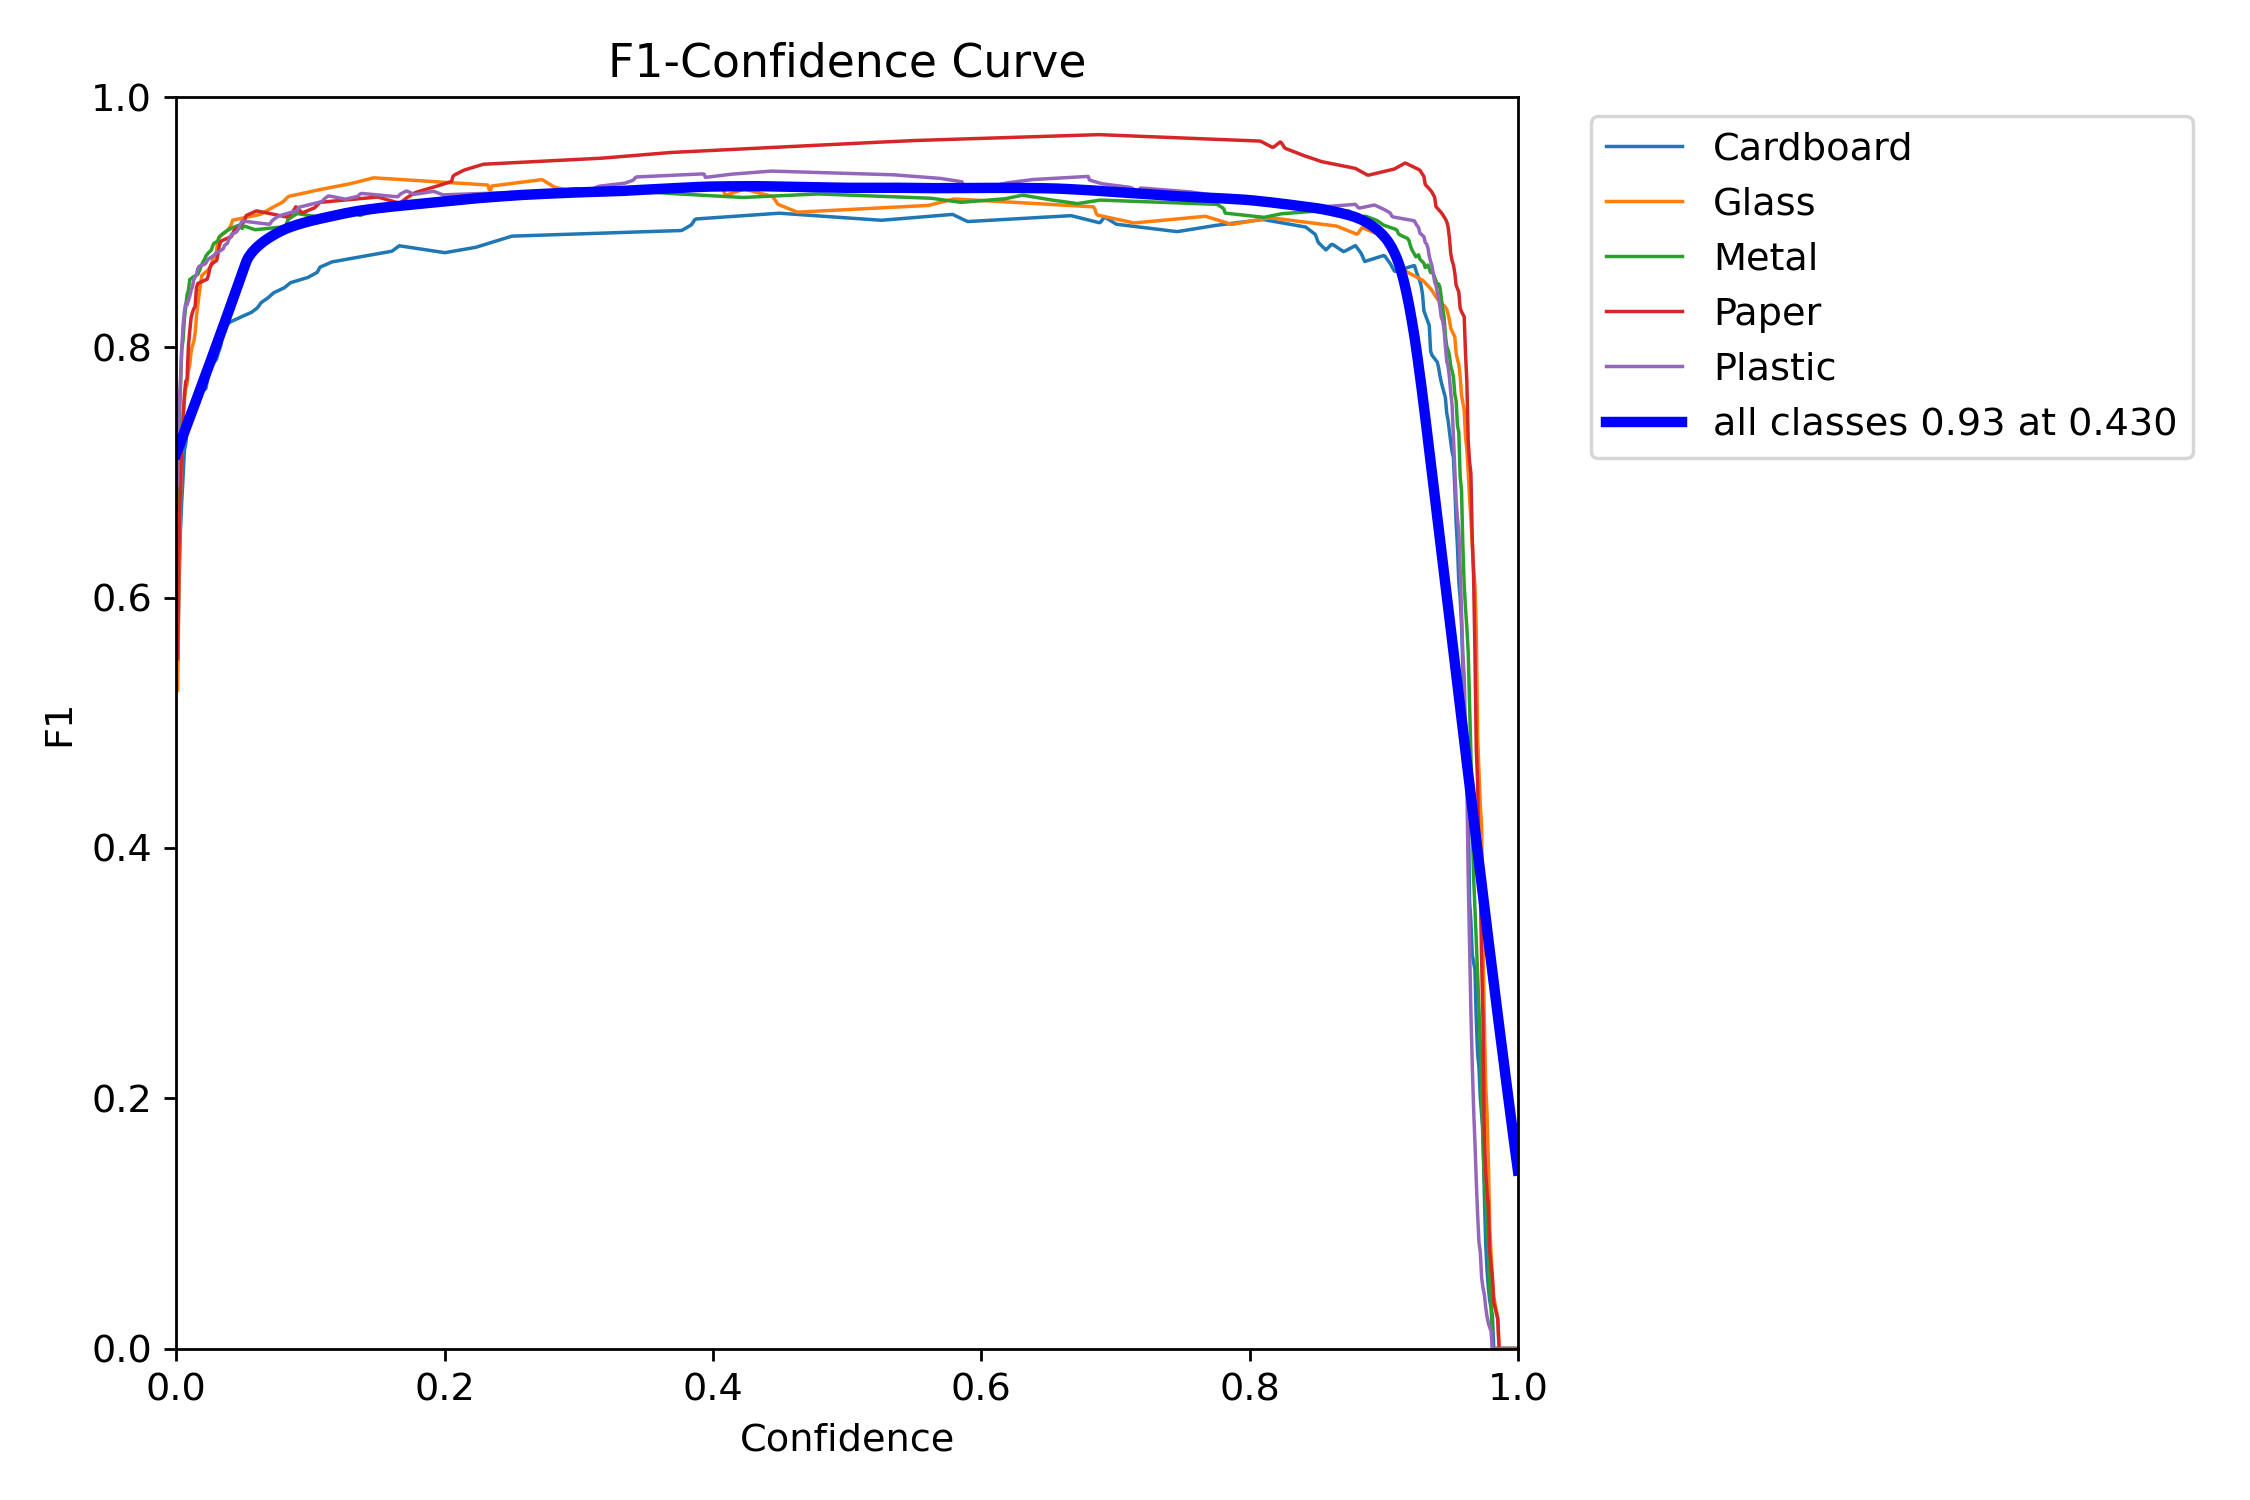 F1-Confidence Curve
1.0
0.8
0.6
0.4
0.2
0.0
F1
0.0 0.2 0.4 0.6 0.8 1.0
Confidence
Cardboard
Glass
Metal
Paper
Plastic
all classes 0.93 at 0.430